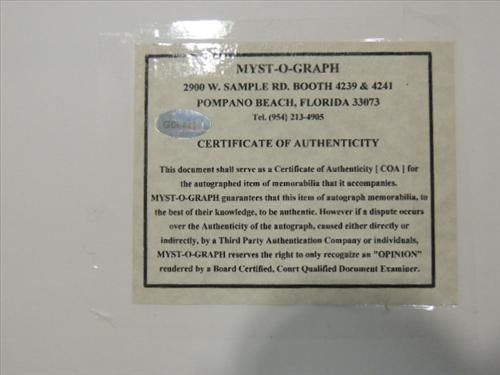 MYST-O-GRAPH
2900 W. SAMPLE RD. BOOTH 4239 & 4241
POMPANO BEACH, FLORIDA 33073
Tel. (954) 213-4905
CERTIFICATE OF AUTHENTICITY
This document shall serve as a Certificate of Authenticity [ COA ] for
the autographed item of memorabilia that it accompanies.
MYST-O-GRAPH guarantees that this item of autograph memorabilia, to
the best of their knowledge, to be authentic. However if a dispute occurs
over the Authenticity of the autograph, caused either directly or
indirectly, by a Third Party Authentication Company or individuals,
MYST-O-GRAPH reserves the right to only recognize an "OPINION"
rendered by a Board Certified, Court Qualified Document Examiner.